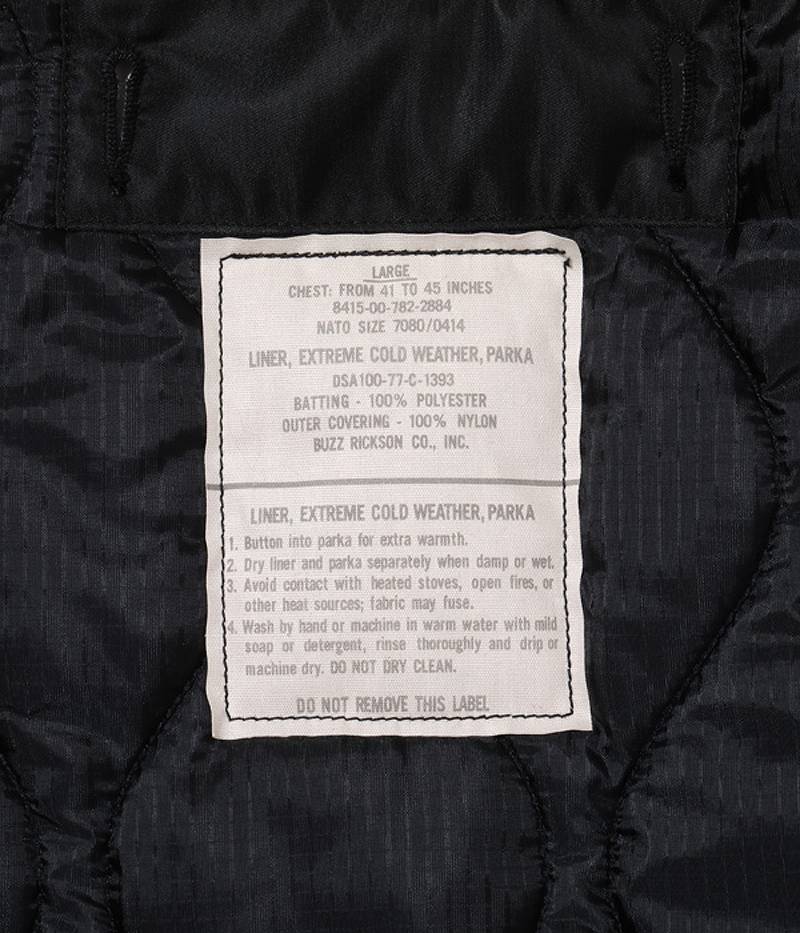 LARGE
CHEST: FROM 41 TO 45 INCHES
8415-00-782-2884
NATO SIZE 7080/0414
LINER, EXTREME COLD WEATHER, PARKA
DSA100-77-C-1393
BATTING - 100% POLYESTER
OUTER COVERING - 100% NYLON
BUZZ RICKSON CO., INC.
LINER, EXTREME COLD WEATHER, PARKA
1. Button into parka for extra warmth.
2. Dry liner and parka separately when damp or wet.
3. Avoid contact with heated stoves, open fires, or
other heat sources; fabric may fuse.
4. Wash by hand or machine in warm water with mild
soap or detergent, rinse thoroughly and drip or
machine dry. DO NOT DRY CLEAN.
DO NOT REMOVE THIS LABEL